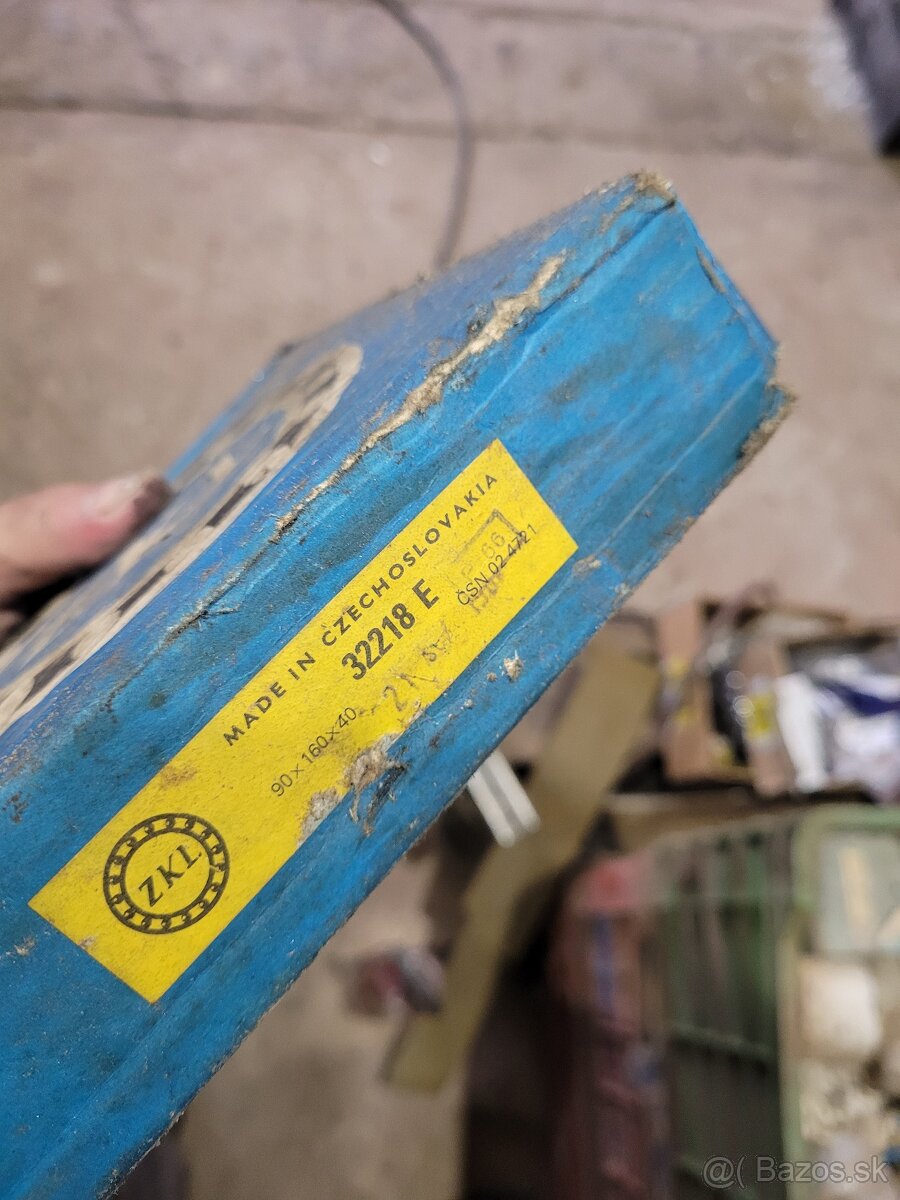 MADE IN CZECHOSLOVAKIA
90×160×40
32218 E
ČSN 02 4721
ZKL
@( Bazos.sk